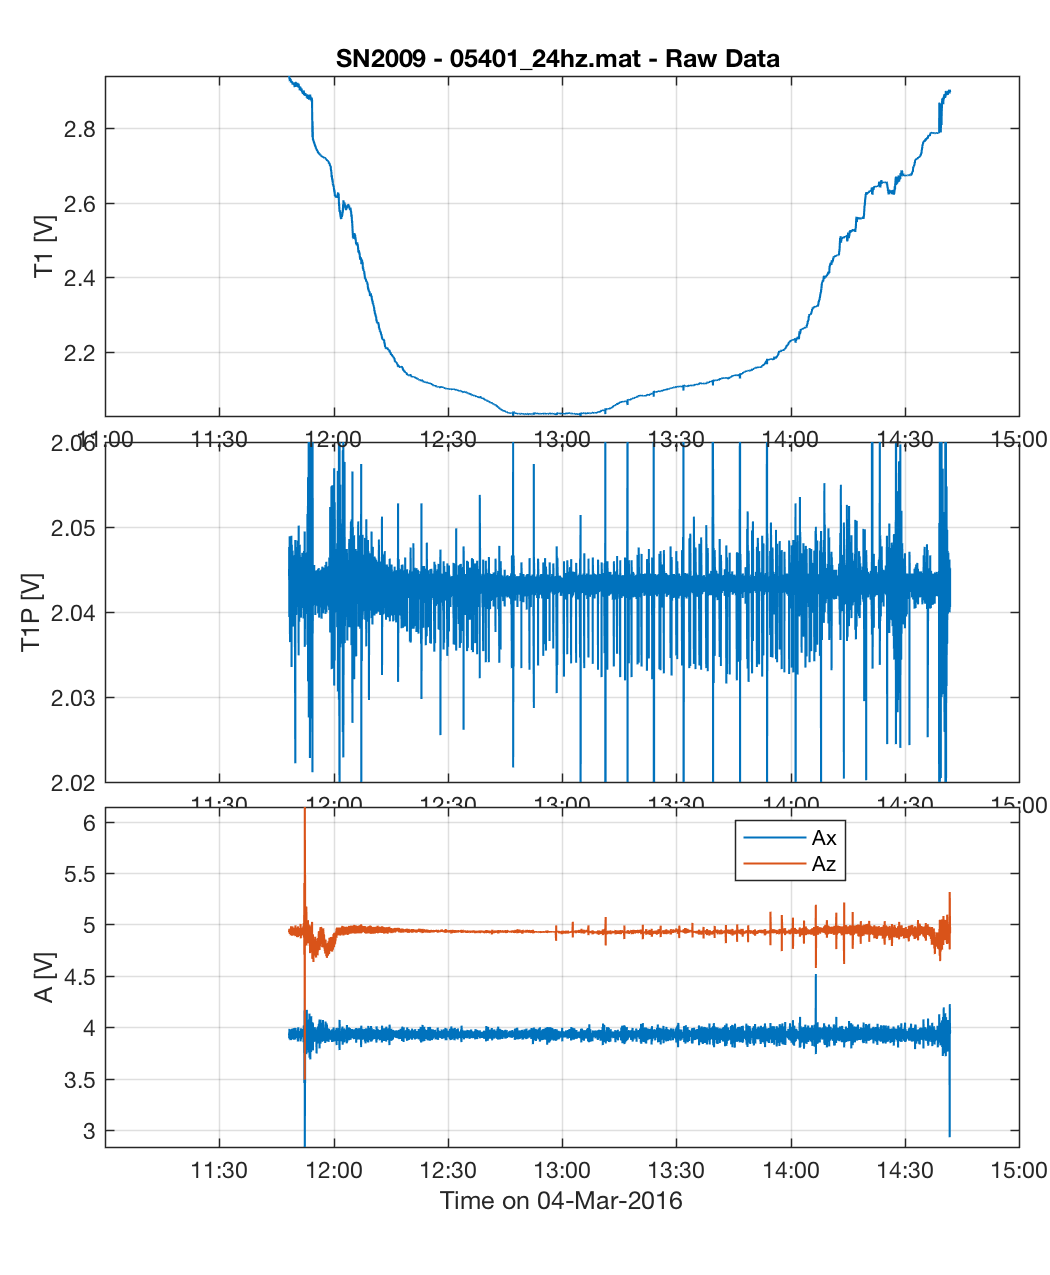 SN2009 - 05401_24hz.mat - Raw Data
2.8
2.6
2.4
2.2
T1 [V]
11:00 11:30 12:00 12:30 13:00 13:30 14:00 14:30 15:00
2.06
2.05
2.04
2.03
2.02
T1P [V]
11:30 12:00 12:30 13:00 13:30 14:00 14:30 15:00
6
5.5
5
4.5
4
3.5
3
A [V]
Ax
Az
11:30 12:00 12:30 13:00 13:30 14:00 14:30 15:00
Time on 04-Mar-2016